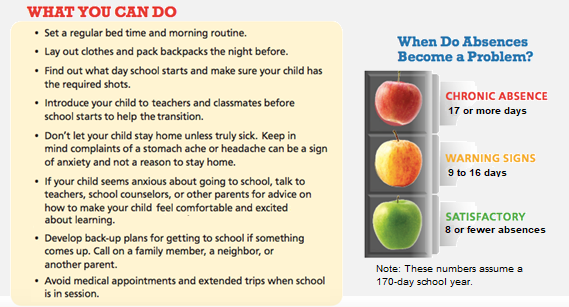 WHAT YOU CAN DO
• Set a regular bed time and morning routine.
• Lay out clothes and pack backpacks the night before.
• Find out what day school starts and make sure your child has
the required shots.
• Introduce your child to teachers and classmates before
school starts to help the transition.
• Don't let your child stay home unless truly sick. Keep in
mind complaints of a stomach ache or headache can be a sign
of anxiety and not a reason to stay home.
• If your child seems anxious about going to school, talk to
teachers, school counselors, or other parents for advice on
how to make your child feel comfortable and excited
about learning.
• Develop back-up plans for getting to school if something
comes up. Call on a family member, a neighbor, or
another parent.
• Avoid medical appointments and extended trips when school
is in session.
When Do Absences
Become a Problem?
CHRONIC ABSENCE
17 or more days
WARNING SIGNS
9 to 16 days
SATISFACTORY
8 or fewer absences
Note: These numbers assume a
170-day school year.